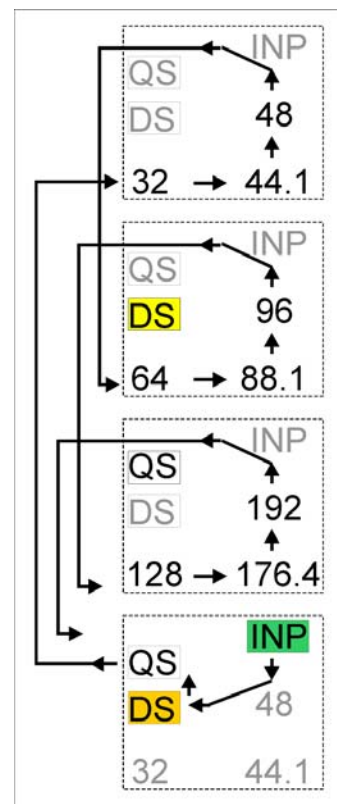 INP
QS
DS 48
32 44.1
INP
QS
DS 96
64 88.1
INP
QS
DS 192
128 176.4
INP
QS
DS 48
32 44.1